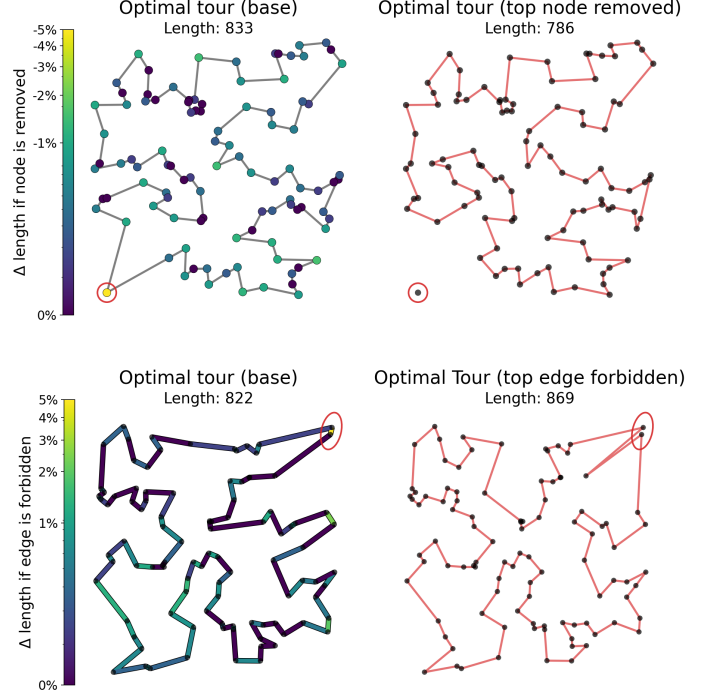 Optimal tour (base)
Length: 833
Optimal tour (top node removed)
Length: 786
Δ length if node is removed
-5%
-4%
-3%
-2%
-1%
0%
Optimal tour (base)
Length: 822
Optimal Tour (top edge forbidden)
Length: 869
Δ length if edge is forbidden
5%
4%
3%
2%
1%
0%